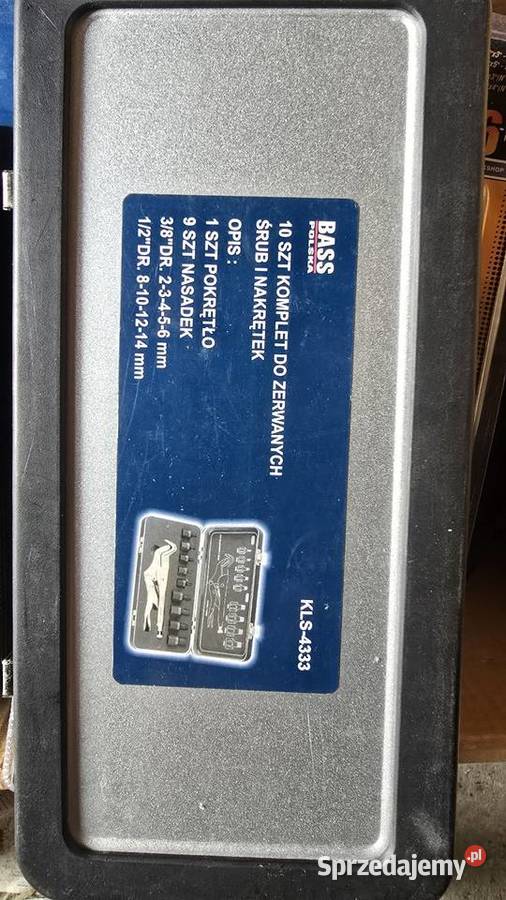 BASS
POLSKA
KLS-4333
10 SZT KOMPLET DO ZERWANYCH
ŚRUB I NAKRĘTEK
OPIS :
1 SZT POKRĘTŁO
9 SZT NASADEK
3/8"DR. 2-3-4-5-6 mm
1/2"DR. 8-10-12-14 mm
Sprzedajemy.pl